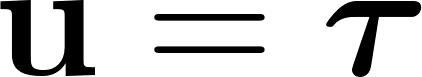 𝐮 = 𝝉